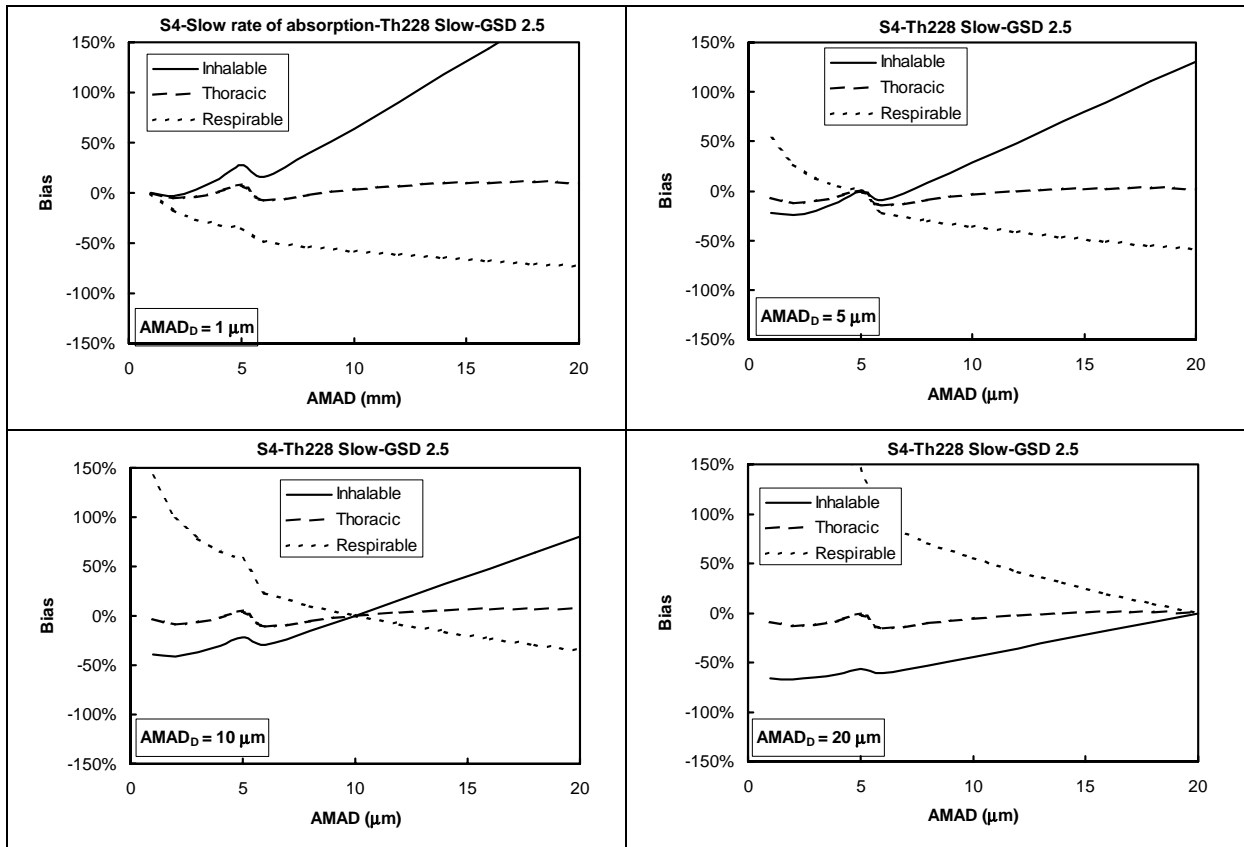 S4-Slow rate of absorption-Th228 Slow-GSD 2.5
150%
100%
50%
0%
-50%
-100%
-150%
Bias
Inhalable
Thoracic
Respirable
AMAD_D = 1 μm
0 5 10 15 20
AMAD (mm)
S4-Th228 Slow-GSD 2.5
150%
100%
50%
0%
-50%
-100%
-150%
Bias
Inhalable
Thoracic
Respirable
AMAD_D = 5 μm
0 5 10 15 20
AMAD (μm)
S4-Th228 Slow-GSD 2.5
150%
100%
50%
0%
-50%
-100%
-150%
Bias
Inhalable
Thoracic
Respirable
AMAD_D = 10 μm
0 5 10 15 20
AMAD (μm)
S4-Th228 Slow-GSD 2.5
150%
100%
50%
0%
-50%
-100%
-150%
Bias
Inhalable
Thoracic
Respirable
AMAD_D = 20 μm
0 5 10 15 20
AMAD (μm)